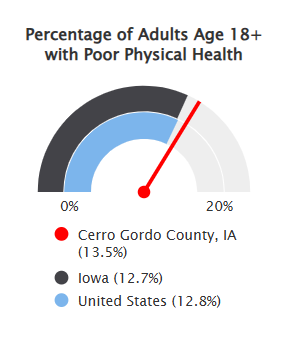 Percentage of Adults Age 18+
with Poor Physical Health
0%
20%
Cerro Gordo County, IA
(13.5%)
Iowa (12.7%)
United States (12.8%)